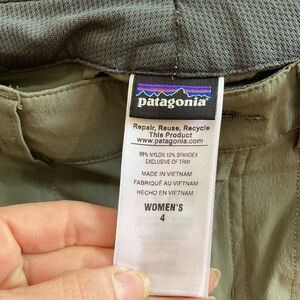 patagonia
Repair, Reuse, Recycle
This Product
www.patagonia.com
88% NYLON 12% SPANDEX
EXCLUSIVE OF TRIM
MADE IN VIETNAM
FABRIQUÉ AU VIETNAM
HECHO EN VIETNAM
WOMEN'S
4